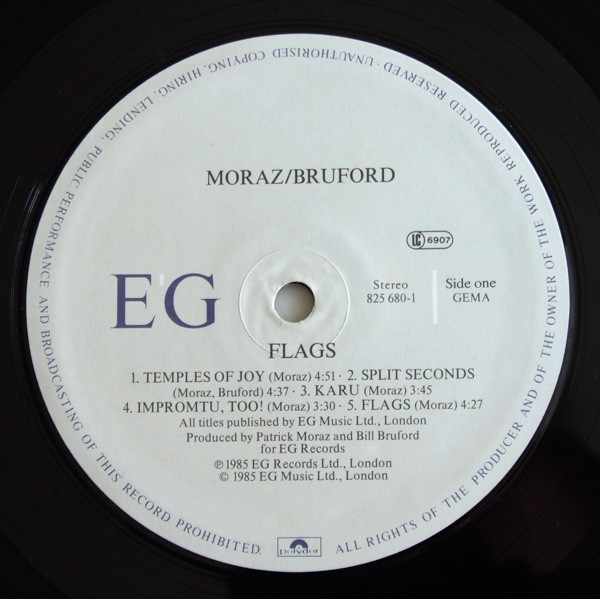 MORAZ/BRUFORD
LC 6907
EG
Stereo
825 680-1
Side one
GEMA
FLAGS
1. TEMPLES OF JOY (Moraz) 4:51 · 2. SPLIT SECONDS
(Moraz, Bruford) 4:37 · 3. KARU (Moraz) 3:45
4. IMPROMTU, TOO! (Moraz) 3:30 · 5. FLAGS (Moraz) 4:27
All titles published by EG Music Ltd., London
Produced by Patrick Moraz and Bill Bruford
for EG Records
℗ 1985 EG Records Ltd., London
© 1985 EG Music Ltd., London
polydor
ALL RIGHTS OF THE PRODUCER AND OF THE OWNER OF THE WORK REPRODUCED RESERVED · UNAUTHORISED COPYING, HIRING, LENDING, PUBLIC PERFORMANCE AND BROADCASTING OF THIS RECORD PROHIBITED.